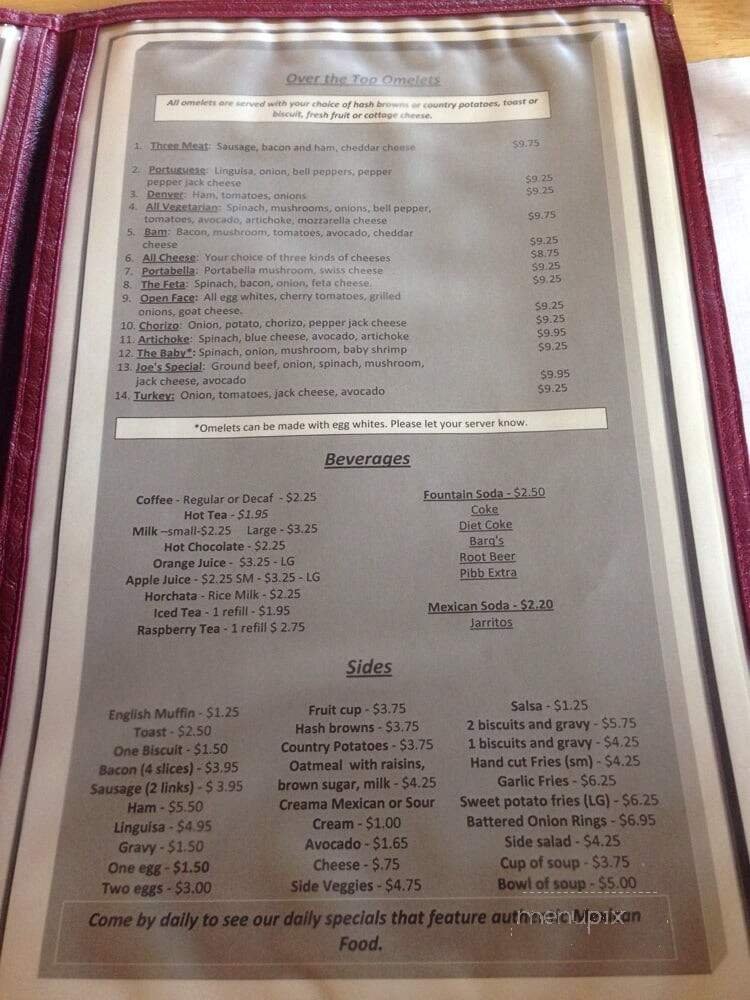 Over the Top Omelets
All omelets are served with your choice of hash browns or country potatoes, toast or
biscuit, fresh fruit or cottage cheese.
1. Three Meat: Sausage, bacon and ham, cheddar cheese $9.75
2. Portuguese: Linguisa, onion, bell peppers, pepper
pepper jack cheese $9.25
3. Denver: Ham, tomatoes, onions $9.25
4. All Vegetarian: Spinach, mushrooms, onions, bell pepper,
tomatoes, avocado, artichoke, mozzarella cheese $9.75
5. Bam: Bacon, mushroom, tomatoes, avocado, cheddar
cheese $9.25
6. All Cheese: Your choice of three kinds of cheeses $8.75
7. Portabella: Portabella mushroom, swiss cheese $9.25
8. The Feta: Spinach, bacon, onion, feta cheese. $9.25
9. Open Face: All egg whites, cherry tomatoes, grilled
onions, goat cheese. $9.25
10. Chorizo: Onion, potato, chorizo, pepper jack cheese $9.25
11. Artichoke: Spinach, blue cheese, avocado, artichoke $9.95
12. The Baby*: Spinach, onion, mushroom, baby shrimp $9.25
13. Joe's Special: Ground beef, onion, spinach, mushroom,
jack cheese, avocado $9.95
14. Turkey: Onion, tomatoes, jack cheese, avocado $9.25
*Omelets can be made with egg whites. Please let your server know.
Beverages
Coffee - Regular or Decaf - $2.25
Hot Tea - $1.95
Milk –small-$2.25 Large - $3.25
Hot Chocolate - $2.25
Orange Juice - $3.25 - LG
Apple Juice - $2.25 SM - $3.25 - LG
Horchata - Rice Milk - $2.25
Iced Tea - 1 refill - $1.95
Raspberry Tea - 1 refill $ 2.75
Fountain Soda - $2.50
Coke
Diet Coke
Barq's
Root Beer
Pibb Extra
Mexican Soda - $2.20
Jarritos
Sides
English Muffin - $1.25
Toast - $2.50
One Biscuit - $1.50
Bacon (4 slices) - $3.95
Sausage (2 links) - $ 3.95
Ham - $5.50
Linguisa - $4.95
Gravy - $1.50
One egg - $1.50
Two eggs - $3.00
Fruit cup - $3.75
Hash browns - $3.75
Country Potatoes - $3.75
Oatmeal with raisins,
brown sugar, milk - $4.25
Creama Mexican or Sour
Cream - $1.00
Avocado - $1.65
Cheese - $.75
Side Veggies - $4.75
Salsa - $1.25
2 biscuits and gravy - $5.75
1 biscuits and gravy - $4.25
Hand cut Fries (sm) - $4.25
Garlic Fries - $6.25
Sweet potato fries (LG) - $6.25
Battered Onion Rings - $6.95
Side salad - $4.25
Cup of soup - $3.75
Bowl of soup - $5.00
Come by daily to see our daily specials that feature authentic Mexican
Food.
menupix